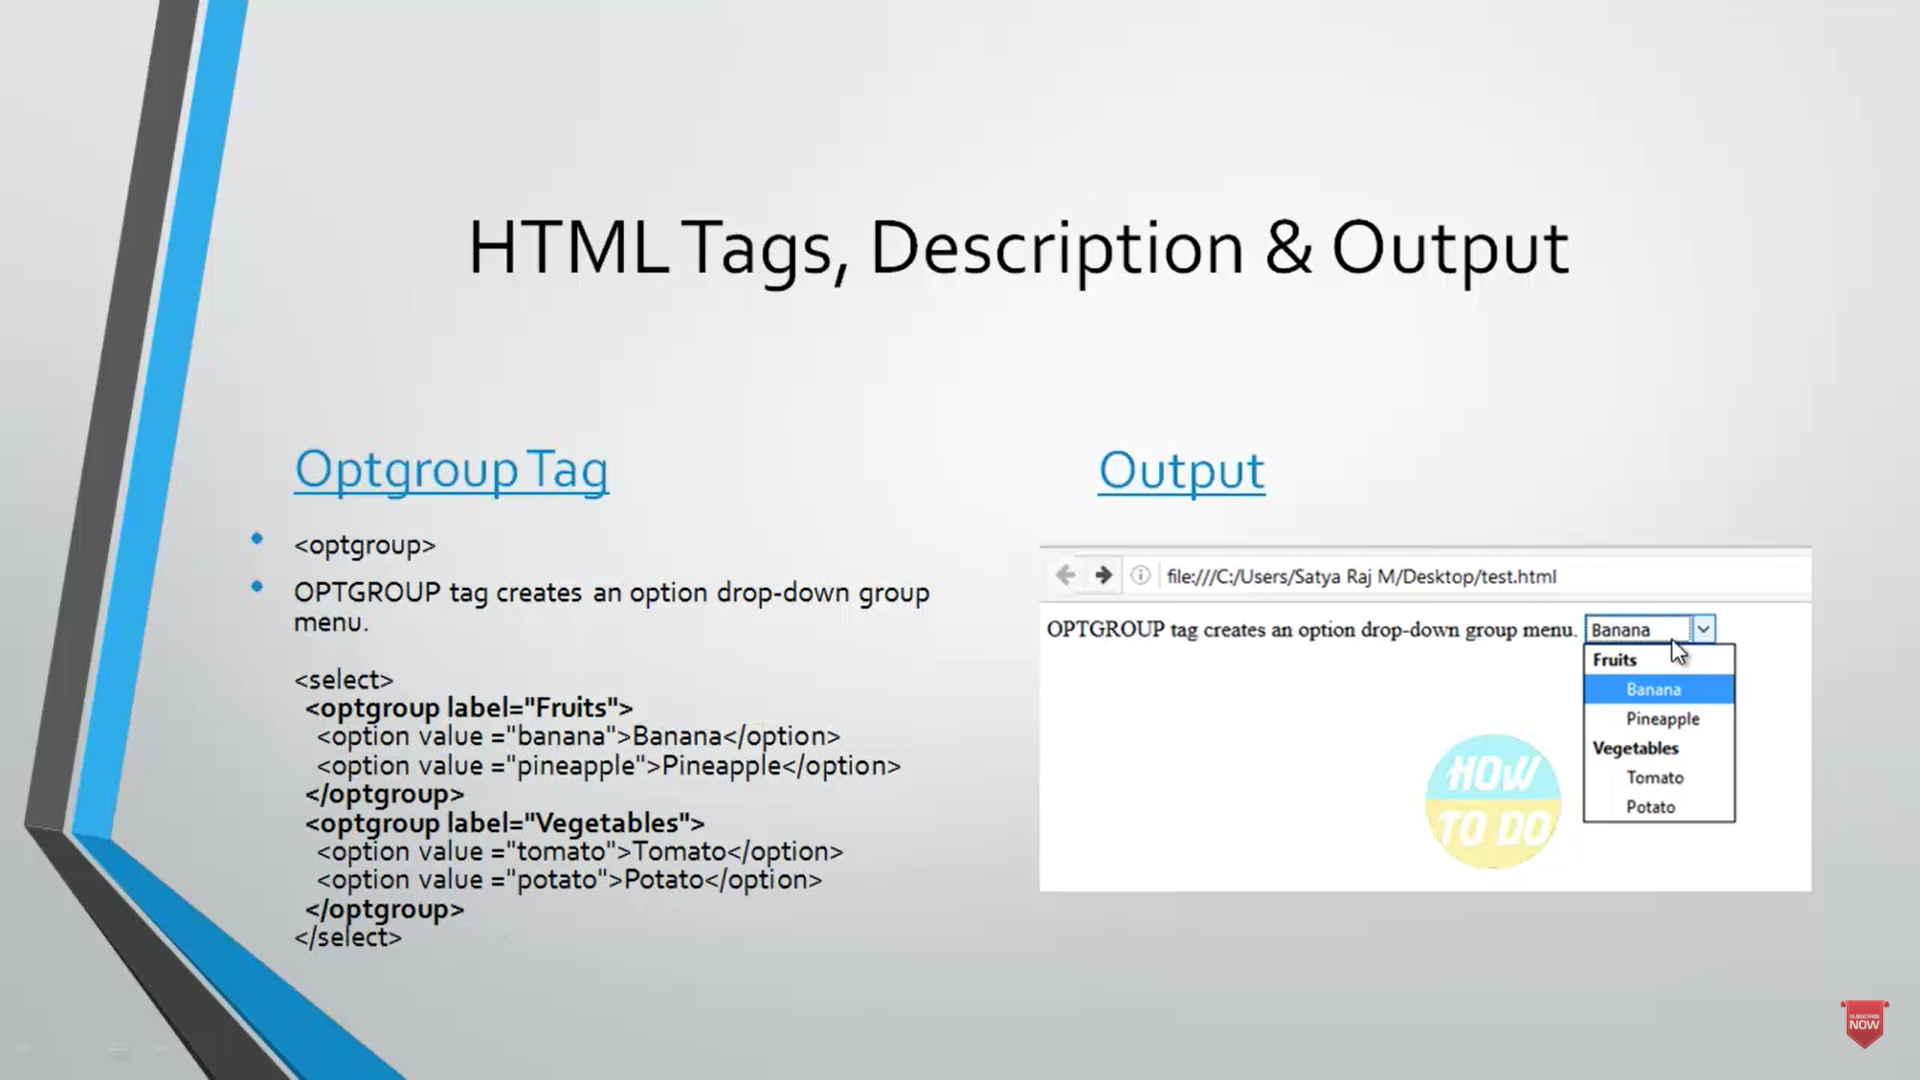 HTML Tags, Description & Output
Optgroup Tag
<optgroup>
OPTGROUP tag creates an option drop-down group
menu.
<select>
<optgroup label="Fruits">
<option value ="banana">Banana</option>
<option value ="pineapple">Pineapple</option>
</optgroup>
<optgroup label="Vegetables">
<option value ="tomato">Tomato</option>
<option value ="potato">Potato</option>
</optgroup>
</select>
Output
file:///C:/Users/Satya Raj M/Desktop/test.html
OPTGROUP tag creates an option drop-down group menu. Banana
Fruits
Banana
Pineapple
Vegetables
Tomato
Potato
HOW
TO DO
SUBSCRIBE
NOW